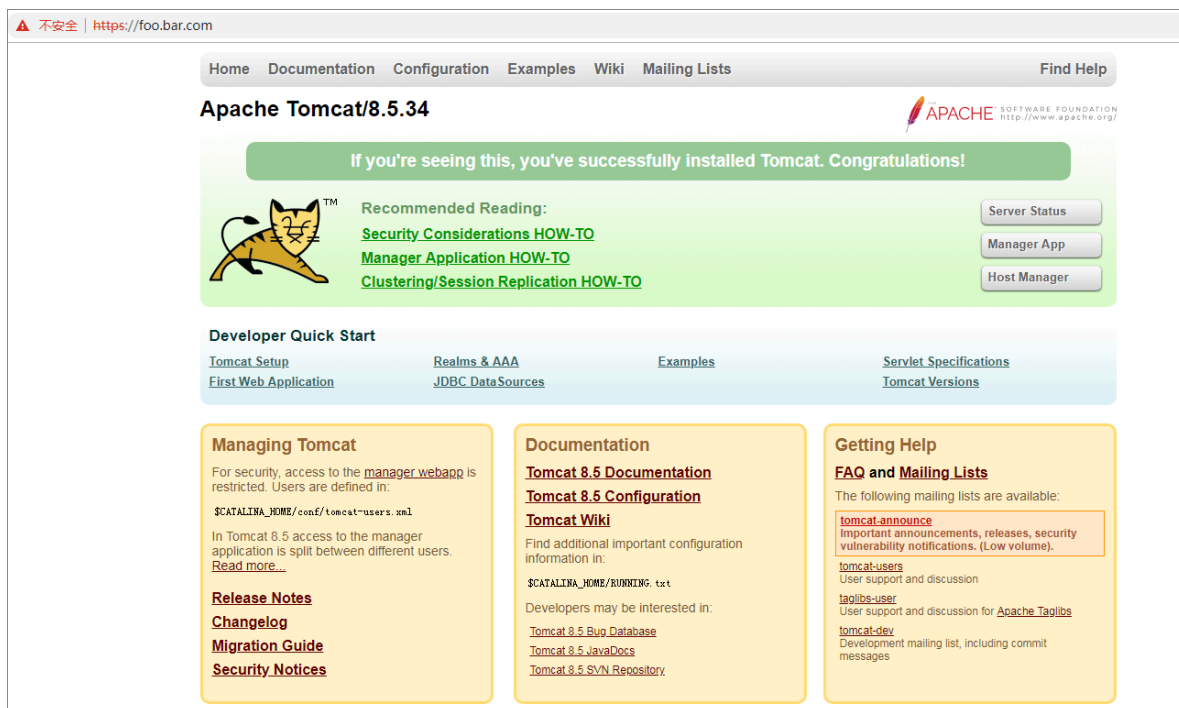 不安全 | https://foo.bar.com
Home Documentation Configuration Examples Wiki Mailing Lists Find Help
Apache Tomcat/8.5.34
THE
APACHE™ SOFTWARE FOUNDATION
http://www.apache.org/
If you're seeing this, you've successfully installed Tomcat. Congratulations!
TM
Recommended Reading:
Security Considerations HOW-TO
Manager Application HOW-TO
Clustering/Session Replication HOW-TO
Server Status
Manager App
Host Manager
Developer Quick Start
Tomcat Setup
First Web Application
Realms & AAA
JDBC DataSources
Examples
Servlet Specifications
Tomcat Versions
Managing Tomcat
For security, access to the manager webapp is
restricted. Users are defined in:
$CATALINA_HOME/conf/tomcat-users.xml
In Tomcat 8.5 access to the manager
application is split between different users.
Read more...
Release Notes
Changelog
Migration Guide
Security Notices
Documentation
Tomcat 8.5 Documentation
Tomcat 8.5 Configuration
Tomcat Wiki
Find additional important configuration
information in:
$CATALINA_HOME/RUNNING.txt
Developers may be interested in:
Tomcat 8.5 Bug Database
Tomcat 8.5 JavaDocs
Tomcat 8.5 SVN Repository
Getting Help
FAQ and Mailing Lists
The following mailing lists are available:
tomcat-announce
Important announcements, releases, security
vulnerability notifications. (Low volume).
tomcat-users
User support and discussion
taglibs-user
User support and discussion for Apache Taglibs
tomcat-dev
Development mailing list, including commit
messages